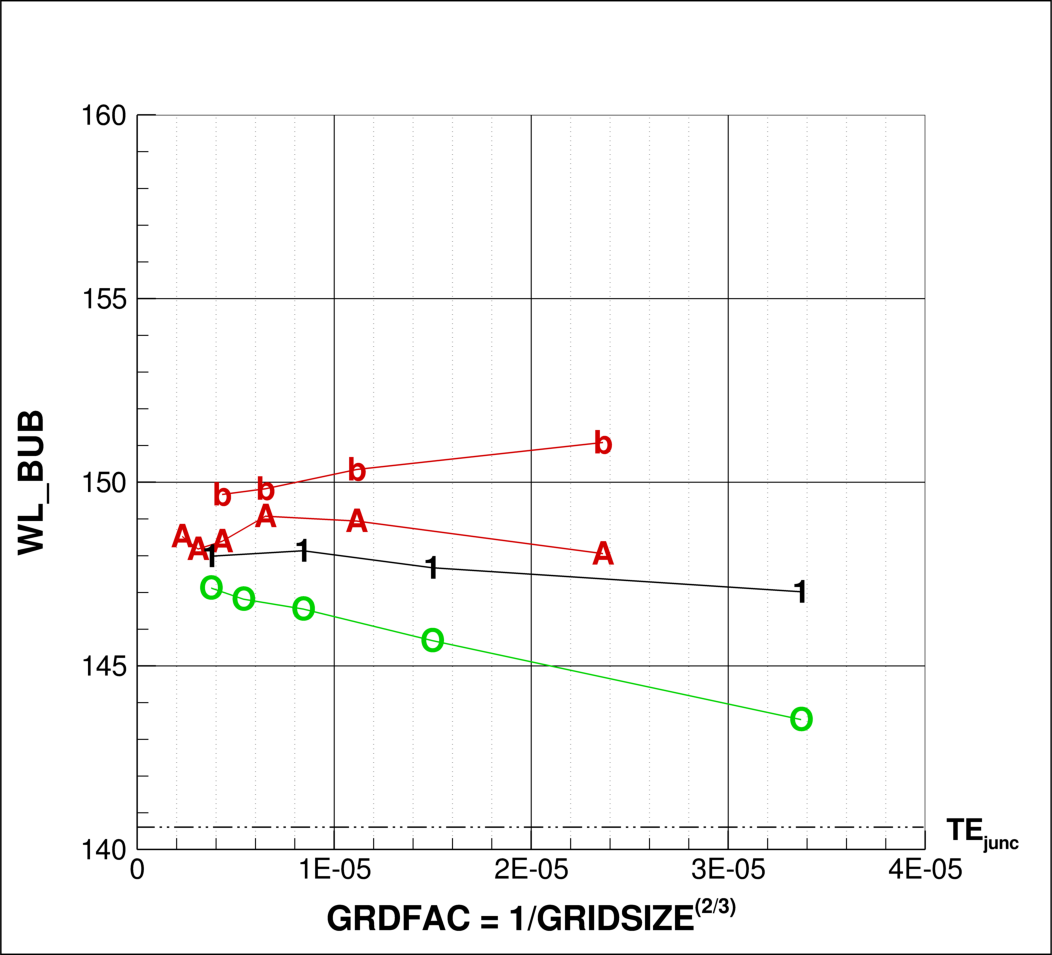 160
155
150
145
140
WL_BUB
b
b
b
b
A
A
A
A
A
A
1
1
1
1
O
O
O
O
O
TEjunc
0
1E-05
2E-05
3E-05
4E-05
GRDFAC = 1/GRIDSIZE(2/3)